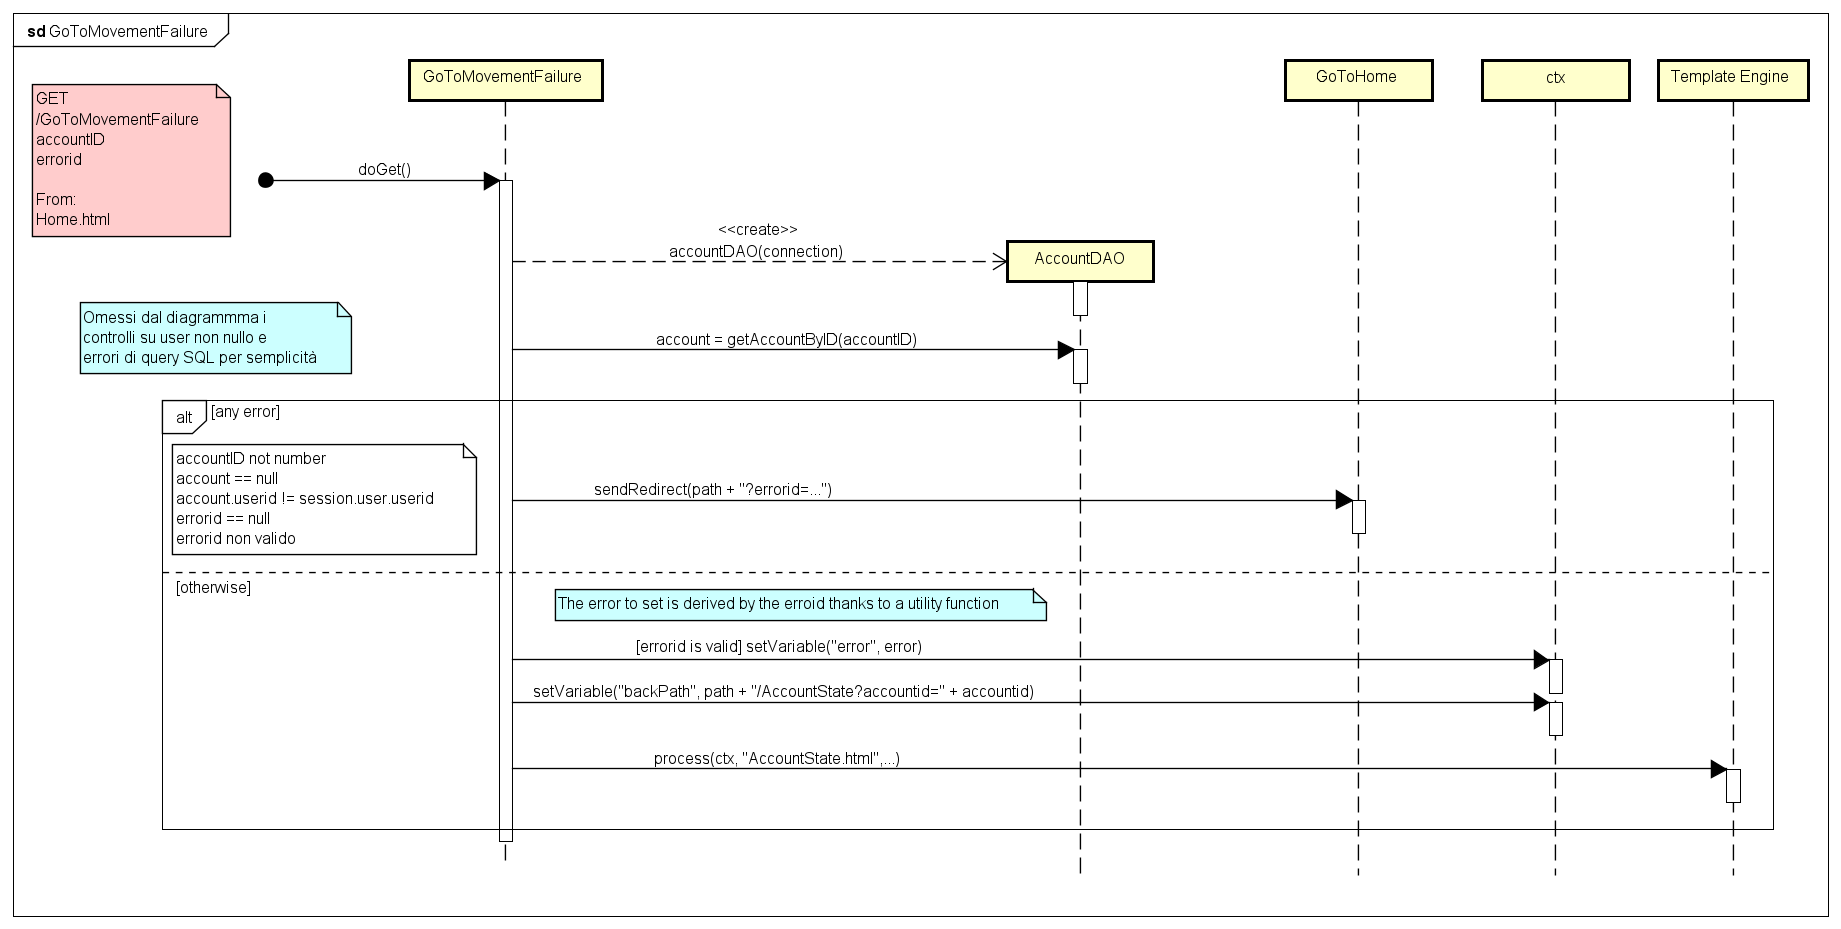 sd GoToMovementFailure
GoToMovementFailure
GoToHome
ctx
Template Engine
GET
/GoToMovementFailure
accountID
errorid
From:
Home.html
doGet()
<<create>>
accountDAO(connection)
AccountDAO
Omessi dal diagrammma i
controlli su user non nullo e
errori di query SQL per semplicità
account = getAccountByID(accountID)
alt
[any error]
accountID not number
account == null
account.userid != session.user.userid
errorid == null
errorid non valido
sendRedirect(path + "?errorid=...")
[otherwise]
The error to set is derived by the erroid thanks to a utility function
[errorid is valid] setVariable("error", error)
setVariable("backPath", path + "/AccountState?accountid=" + accountid)
process(ctx, "AccountState.html",...)